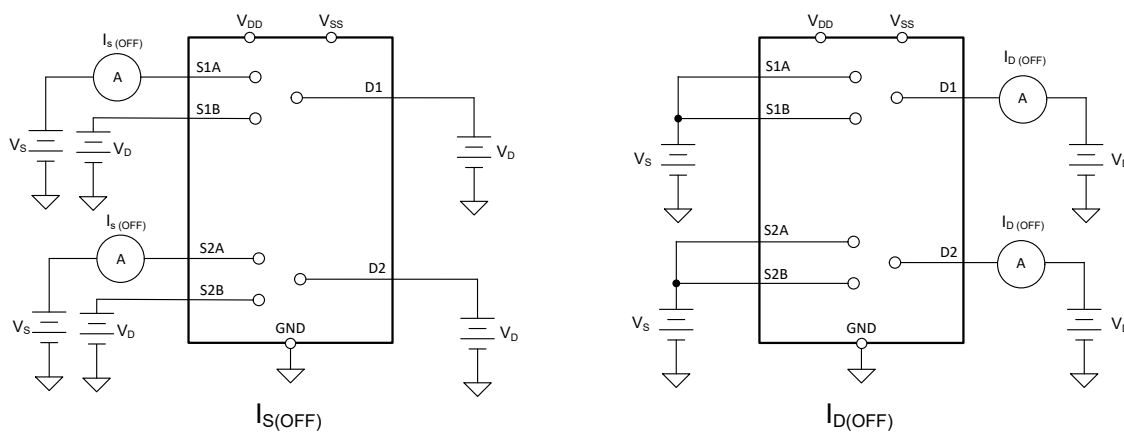 VDD VSS
Is (OFF)
A
S1A
S1B
D1
VS
VD
VD
Is (OFF)
A
S2A
S2B
D2
VS
VD
VD
GND
IS(OFF)
VDD VSS
S1A
S1B
D1
ID (OFF)
A
VS
VD
S2A
S2B
D2
ID (OFF)
A
VS
VD
GND
ID(OFF)